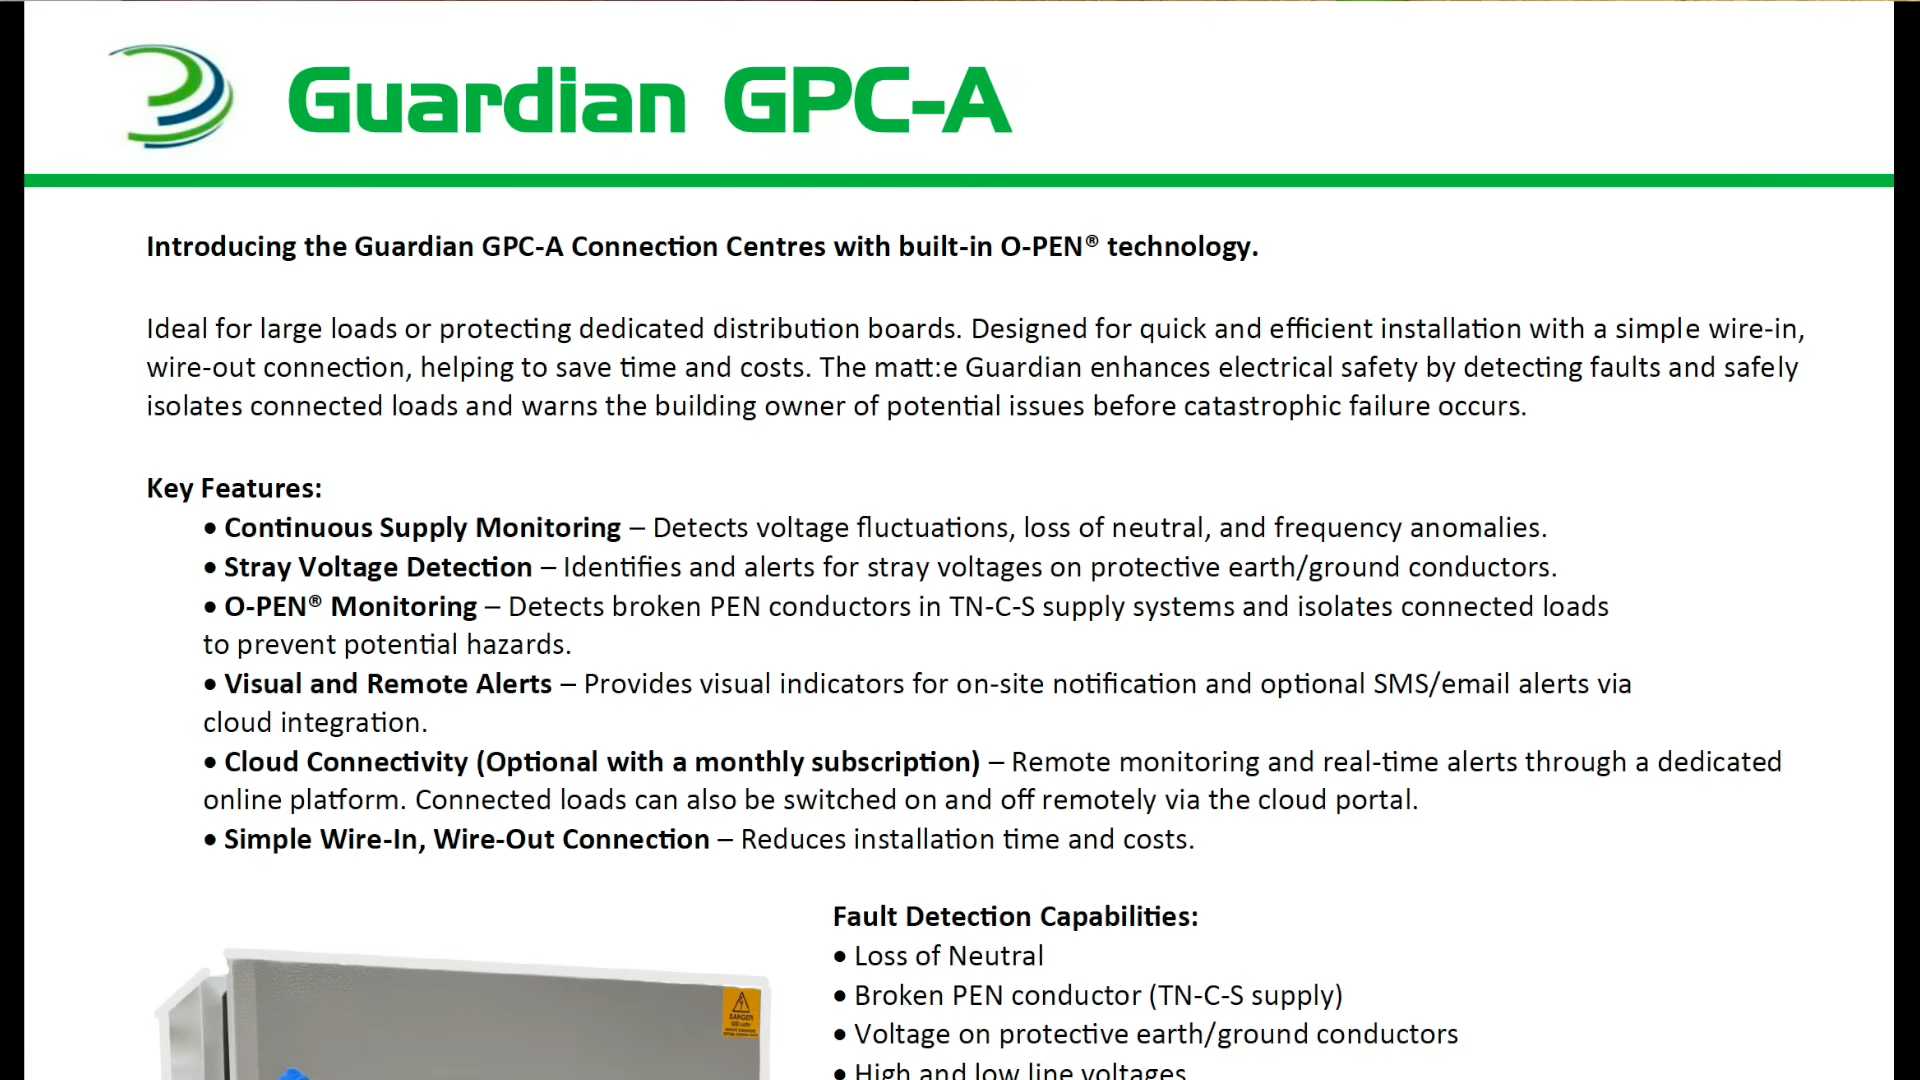 Guardian GPC-A
Introducing the Guardian GPC-A Connection Centres with built-in O-PEN® technology.
Ideal for large loads or protecting dedicated distribution boards. Designed for quick and efficient installation with a simple wire-in,
wire-out connection, helping to save time and costs. The matt:e Guardian enhances electrical safety by detecting faults and safely
isolates connected loads and warns the building owner of potential issues before catastrophic failure occurs.
Key Features:
• Continuous Supply Monitoring – Detects voltage fluctuations, loss of neutral, and frequency anomalies.
• Stray Voltage Detection – Identifies and alerts for stray voltages on protective earth/ground conductors.
• O-PEN® Monitoring – Detects broken PEN conductors in TN-C-S supply systems and isolates connected loads
to prevent potential hazards.
• Visual and Remote Alerts – Provides visual indicators for on-site notification and optional SMS/email alerts via
cloud integration.
• Cloud Connectivity (Optional with a monthly subscription) – Remote monitoring and real-time alerts through a dedicated
online platform. Connected loads can also be switched on and off remotely via the cloud portal.
• Simple Wire-In, Wire-Out Connection – Reduces installation time and costs.
Fault Detection Capabilities:
• Loss of Neutral
• Broken PEN conductor (TN-C-S supply)
• Voltage on protective earth/ground conductors
• High and low line voltages
DANGER